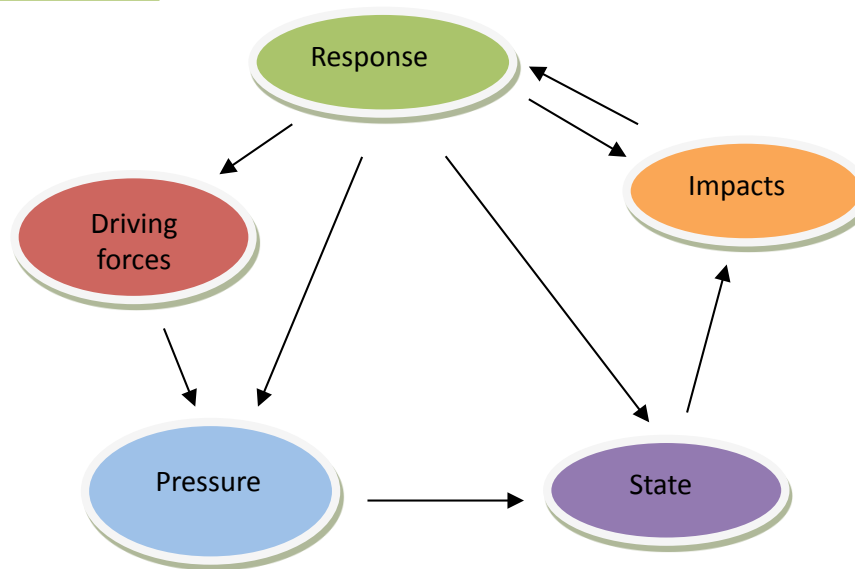 Response
Impacts
Driving
forces
Pressure
State